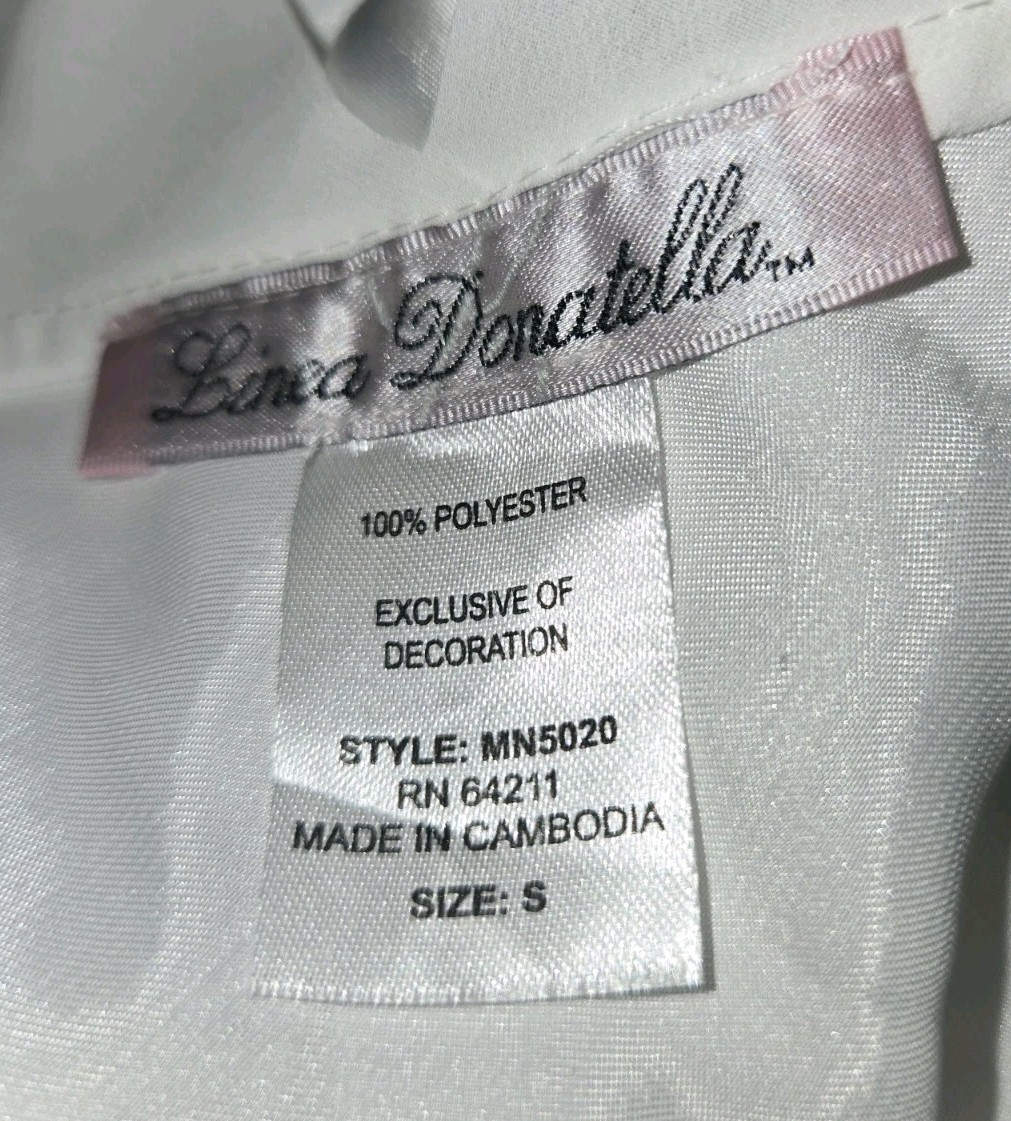 Linea Donatella™
100% POLYESTER
EXCLUSIVE OF
DECORATION
STYLE: MN5020
RN 64211
MADE IN CAMBODIA
SIZE: S